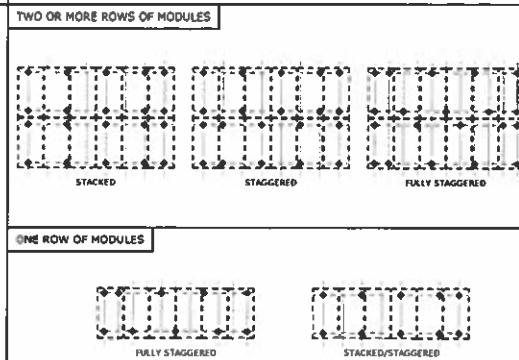 TWO OR MORE ROWS OF MODULES
STACKED
STAGGERED
FULLY STAGGERED
ONE ROW OF MODULES
FULLY STAGGERED
STACKED/STAGGERED